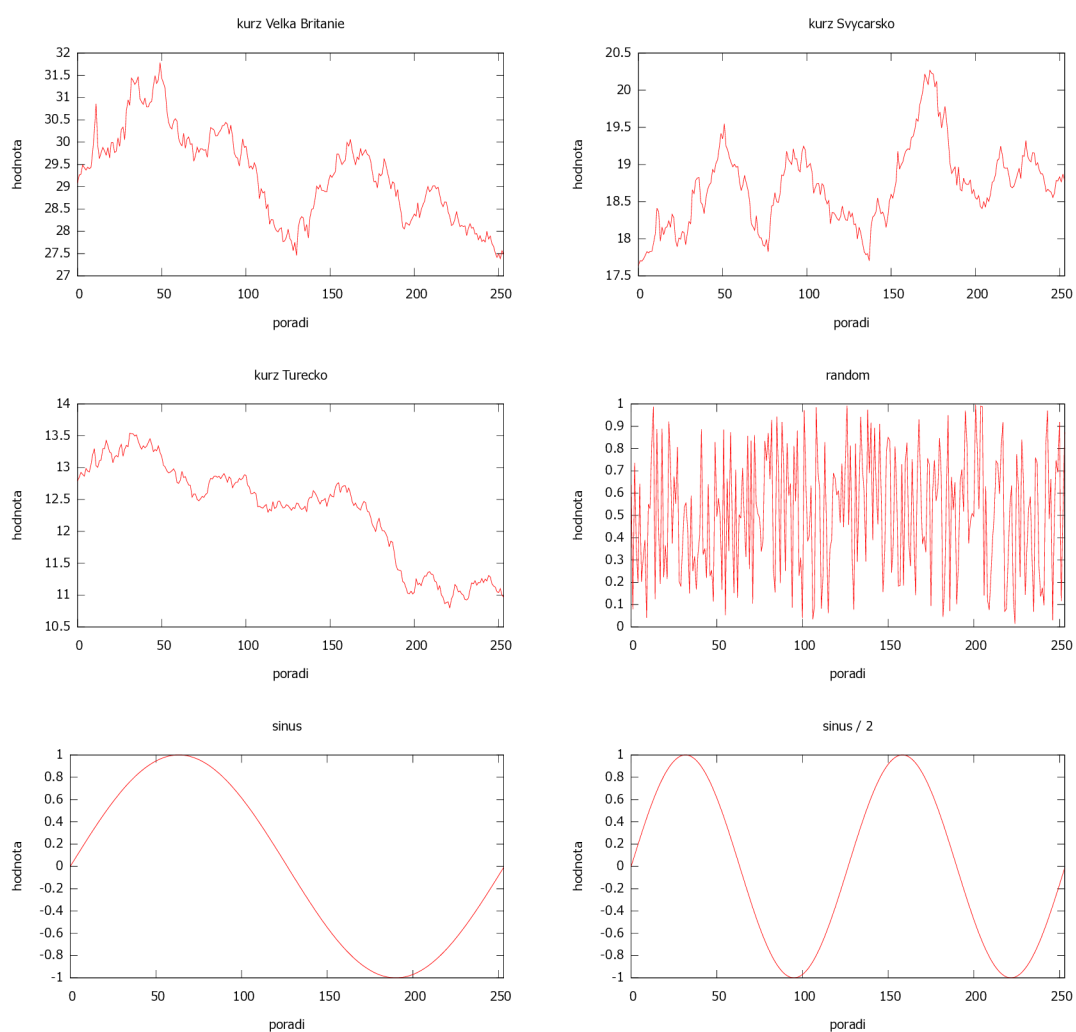 kurz Velka Britanie
32
31.5
31
30.5
30
29.5
29
28.5
28
27.5
27
hodnota
0 50 100 150 200 250
poradi
kurz Svycarsko
20.5
20
19.5
19
18.5
18
17.5
hodnota
0 50 100 150 200 250
poradi
kurz Turecko
14
13.5
13
12.5
12
11.5
11
10.5
hodnota
0 50 100 150 200 250
poradi
random
1
0.9
0.8
0.7
0.6
0.5
0.4
0.3
0.2
0.1
0
hodnota
0 50 100 150 200 250
poradi
sinus
1
0.8
0.6
0.4
0.2
0
-0.2
-0.4
-0.6
-0.8
-1
hodnota
0 50 100 150 200 250
poradi
sinus / 2
1
0.8
0.6
0.4
0.2
0
-0.2
-0.4
-0.6
-0.8
-1
hodnota
0 50 100 150 200 250
poradi